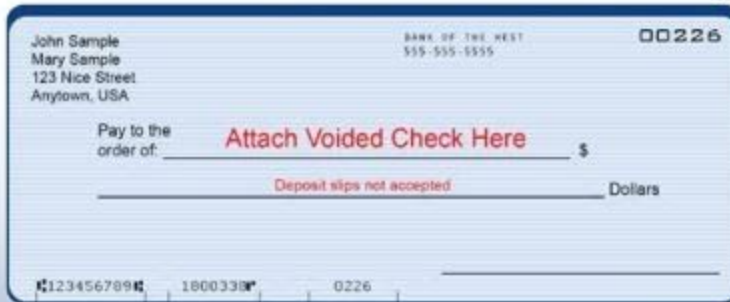 John Sample
Mary Sample
123 Nice Street
Anytown, USA
BANK OF THE WEST
555-555-5555
00226
Pay to the
order of:
Attach Voided Check Here
$
Deposit slips not accepted
Dollars
⑆123456789⑆ 1800338⑈ 0226